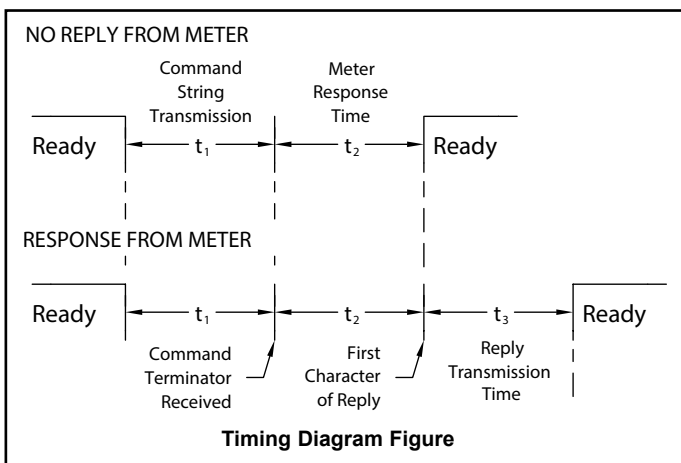 NO REPLY FROM METER
Command
String
Transmission
Meter
Response
Time
Ready
t₁
t₂
Ready
RESPONSE FROM METER
Ready
t₁
t₂
t₃
Ready
Command
Terminator
Received
First
Character
of Reply
Reply
Transmission
Time
Timing Diagram Figure